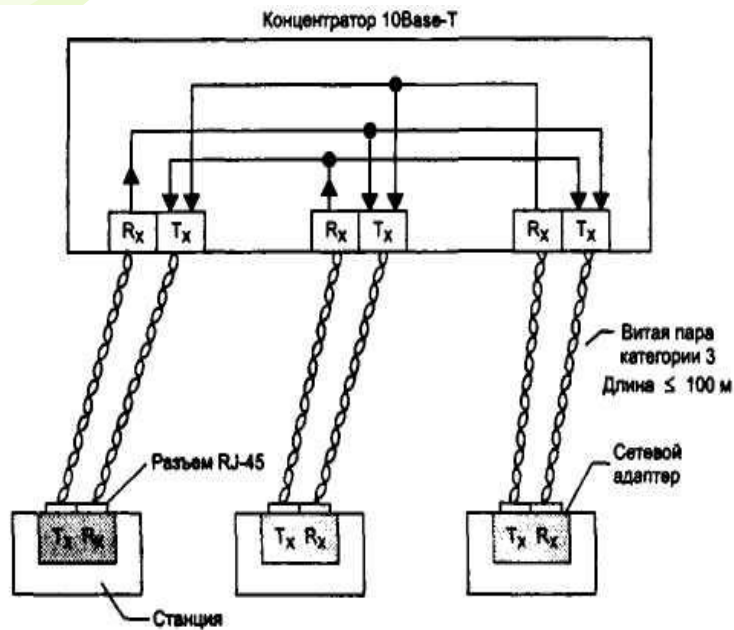 Концентратор 10Base-T
Rx Tx Rx Tx Rx Tx
Витая пара
категории 3
Длина ≤ 100 м
Разъем RJ-45
Сетевой
адаптер
Tx Rx Tx Rx Tx Rx
Станция